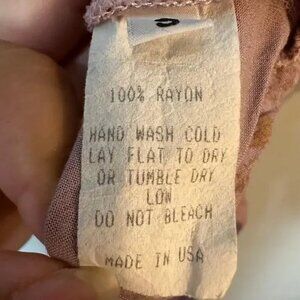 100% RAYON
HAND WASH COLD
LAY FLAT TO DRY
OR TUMBLE DRY
LOW
DO NOT BLEACH
MADE IN USA